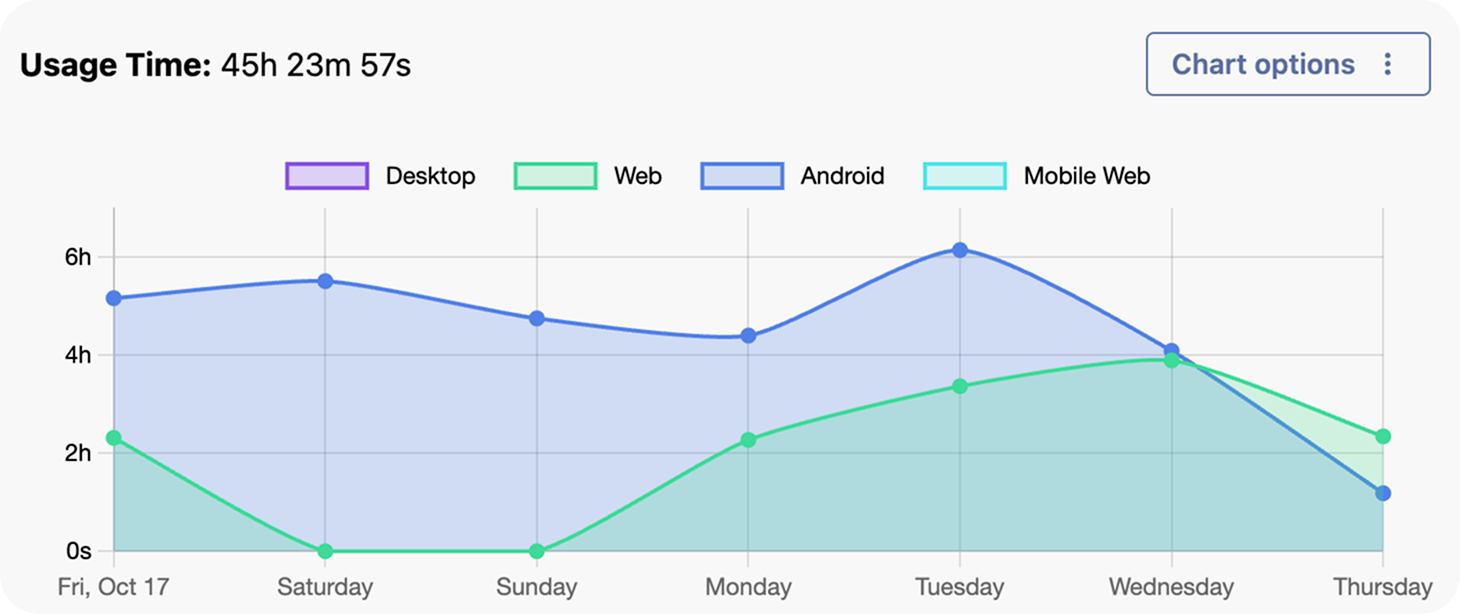 Usage Time: 45h 23m 57s
Chart options
Desktop Web Android Mobile Web
6h
4h
2h
0s
Fri, Oct 17 Saturday Sunday Monday Tuesday Wednesday Thursday